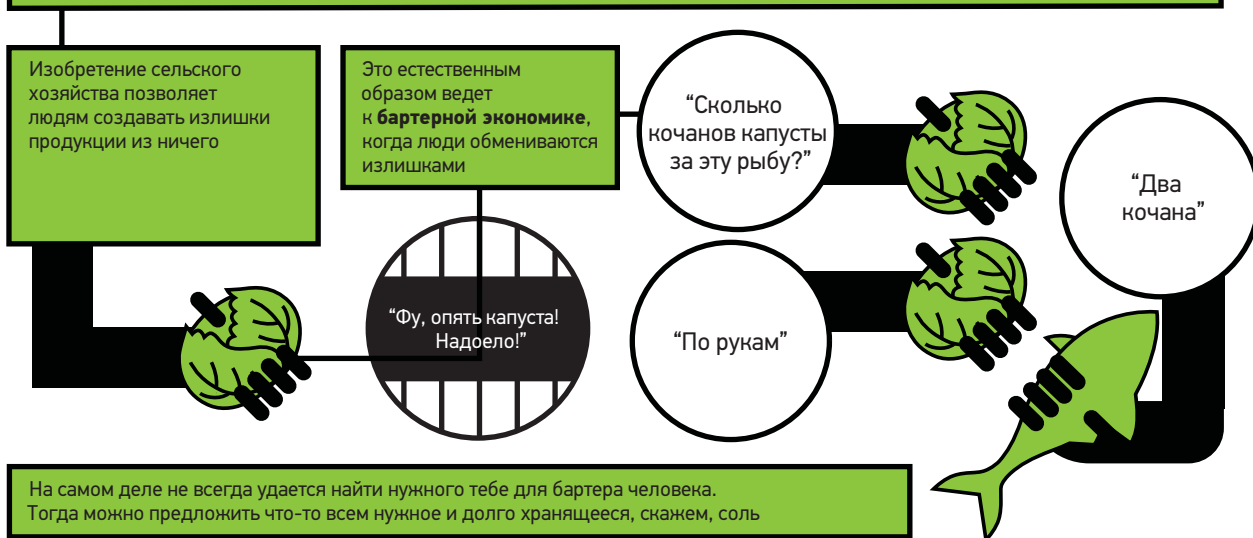 Изобретение сельского
хозяйства позволяет
людям создавать излишки
продукции из ничего
Это естественным
образом ведет
к бартерной экономике,
когда люди обмениваются
излишками
“Сколько
кочанов капусты
за эту рыбу?”
“Два
кочана”
“Фу, опять капуста!
Надоело!”
“По рукам”
На самом деле не всегда удается найти нужного тебе для бартера человека.
Тогда можно предложить что-то всем нужное и долго хранящееся, скажем, соль